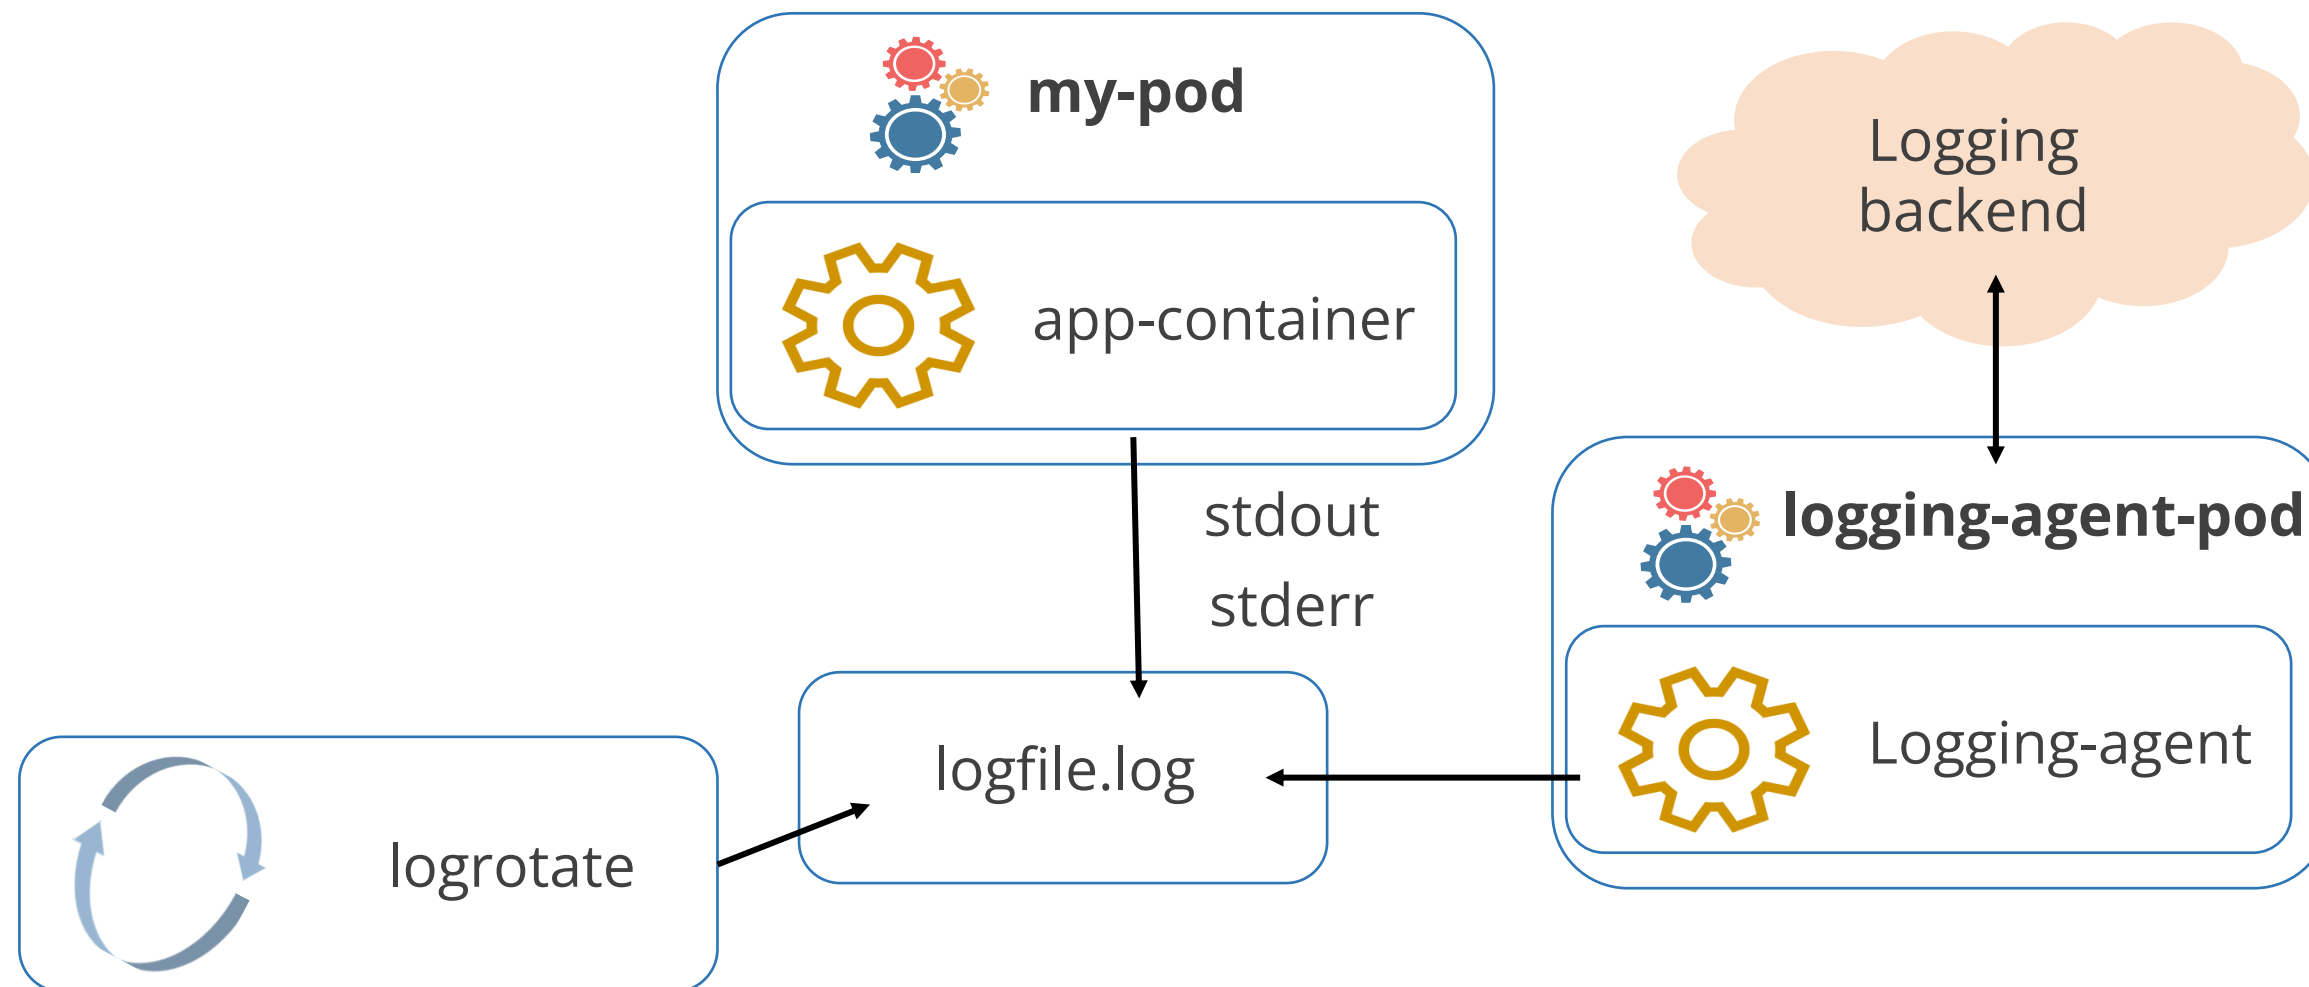 my-pod
app-container
Logging
backend
stdout
stderr
logging-agent-pod
Logging-agent
logfile.log
logrotate